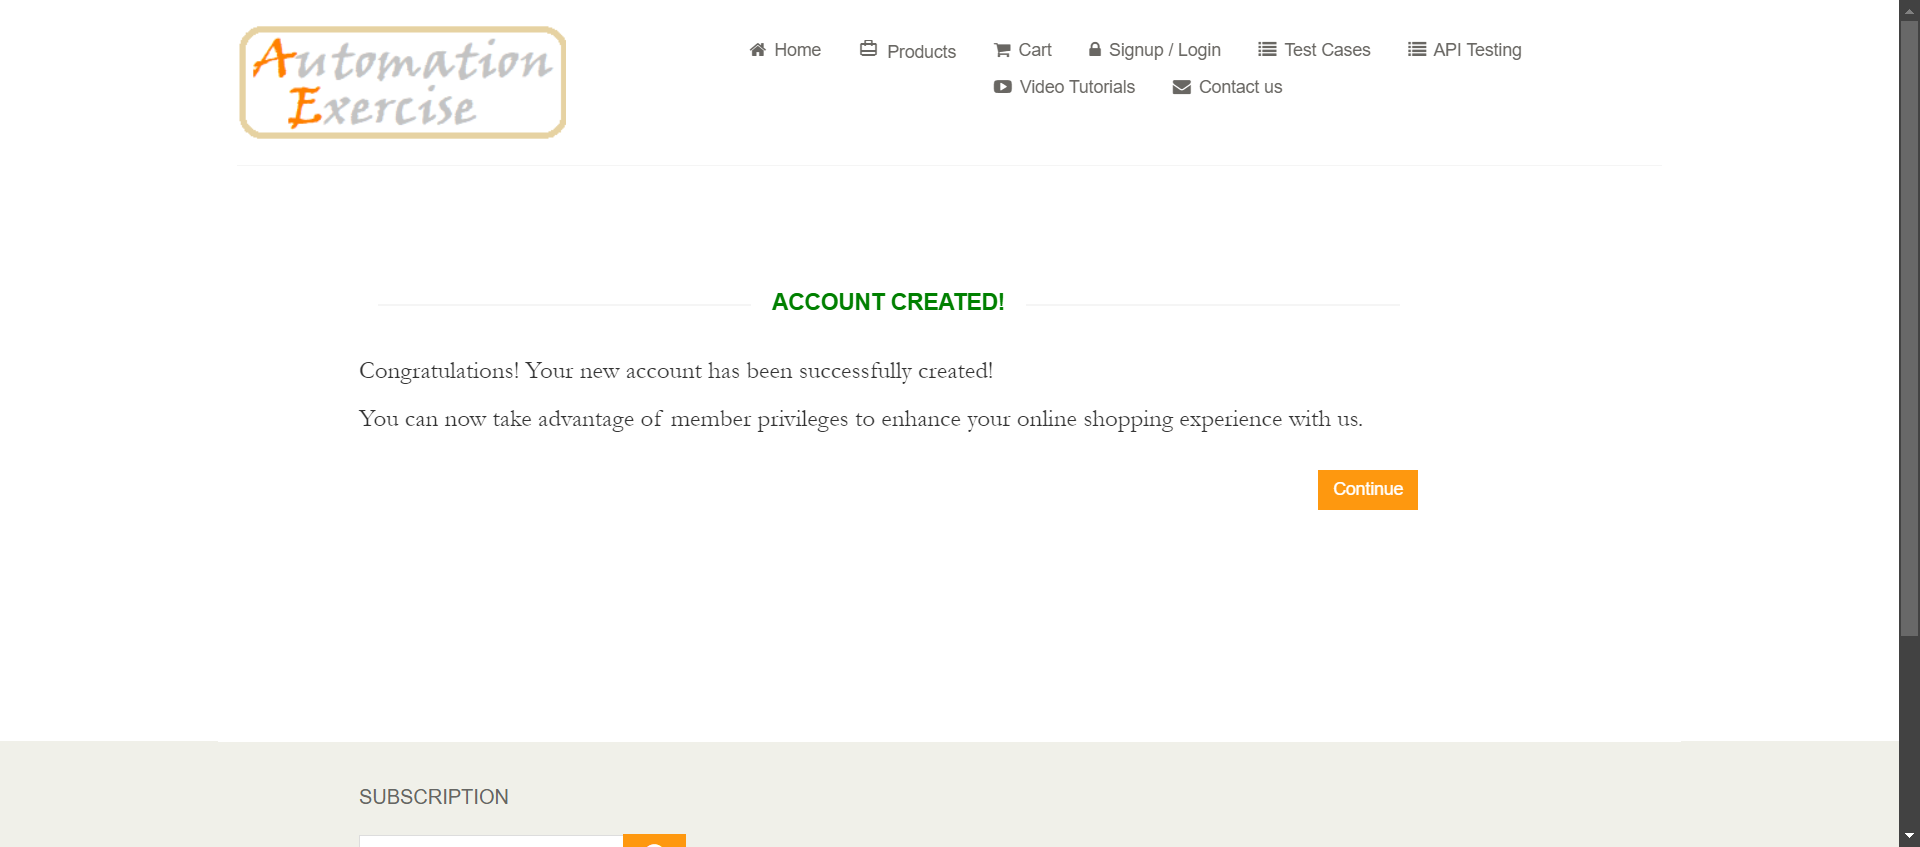 Automation
Exercise
Home Products Cart Signup / Login Test Cases API Testing
Video Tutorials Contact us
ACCOUNT CREATED!
Congratulations! Your new account has been successfully created!
You can now take advantage of member privileges to enhance your online shopping experience with us.
Continue
SUBSCRIPTION